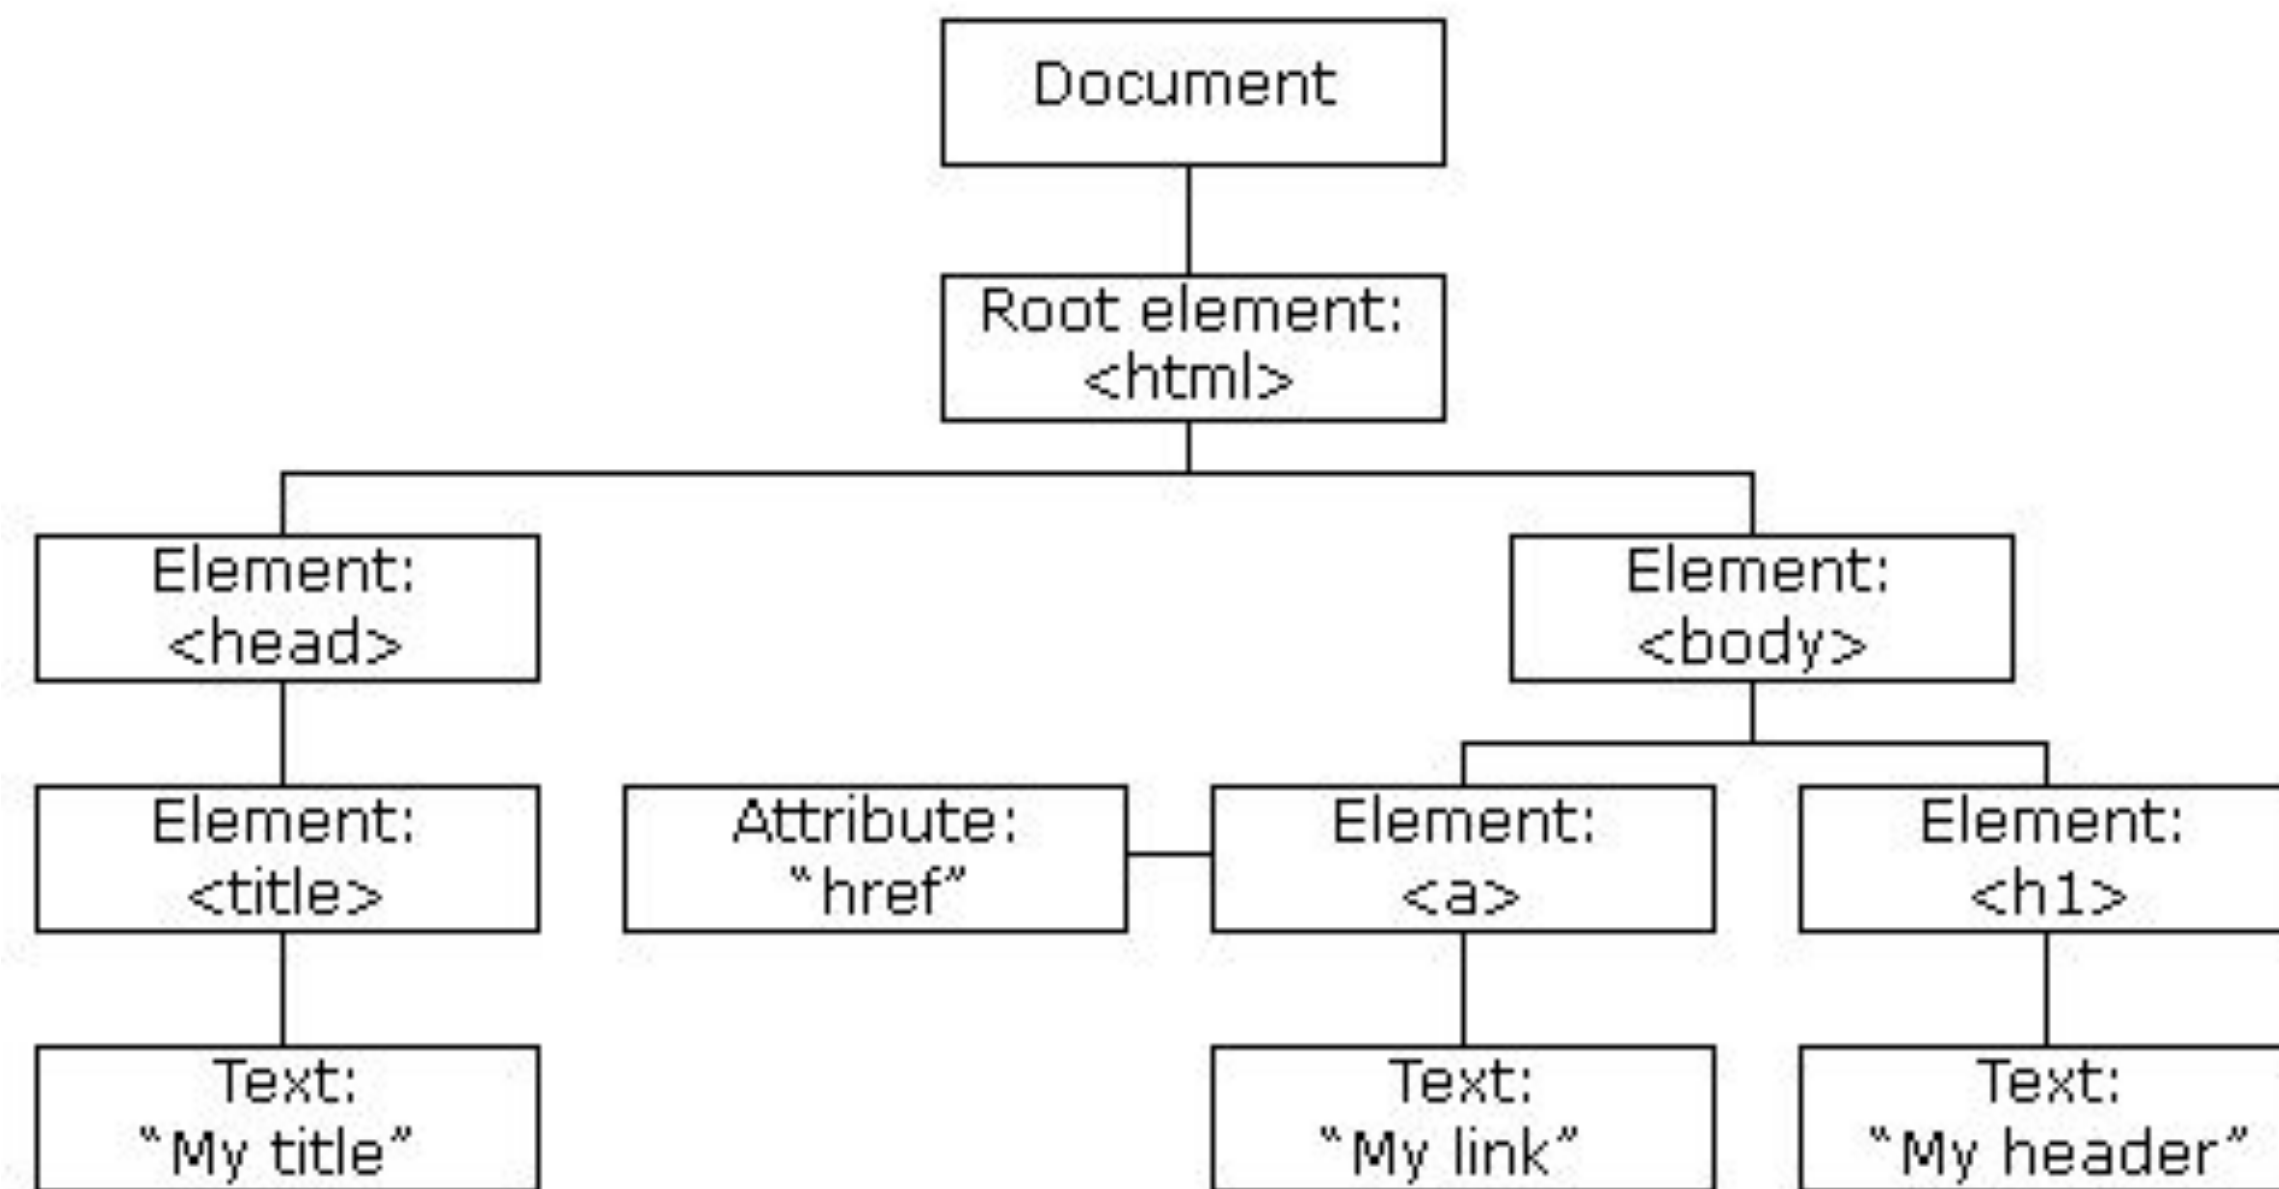 Document
Root element:
<html>
Element:
<head>
Element:
<body>
Element:
<title>
Attribute:
“href”
Element:
<a>
Element:
<h1>
Text:
“My title”
Text:
“My link”
Text:
“My header”